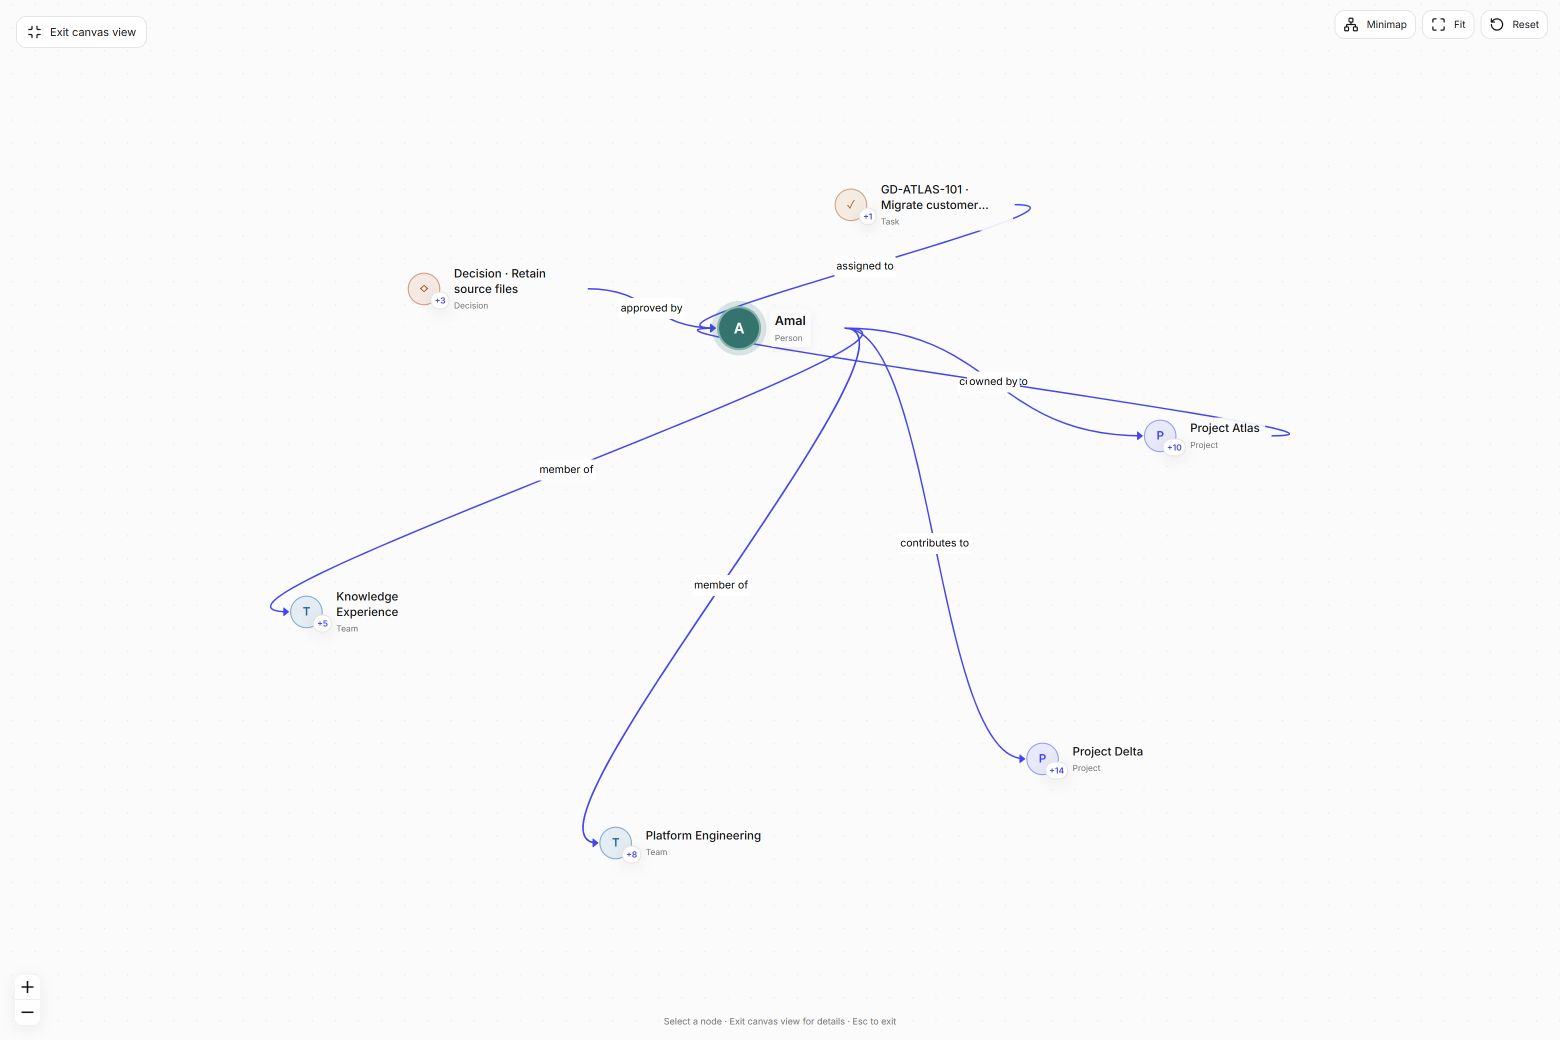 Exit canvas view
Minimap
Fit
Reset
GD-ATLAS-101 ·
Migrate customer...
+1
Task
assigned to
Decision · Retain
source files
+3
Decision
approved by
A
Amal
Person
owned by
Project Atlas
P
+10
Project
member of
contributes to
Knowledge
Experience
T
+5
Team
member of
Project Delta
P
+14
Project
Platform Engineering
T
+8
Team
Select a node · Exit canvas view for details · Esc to exit